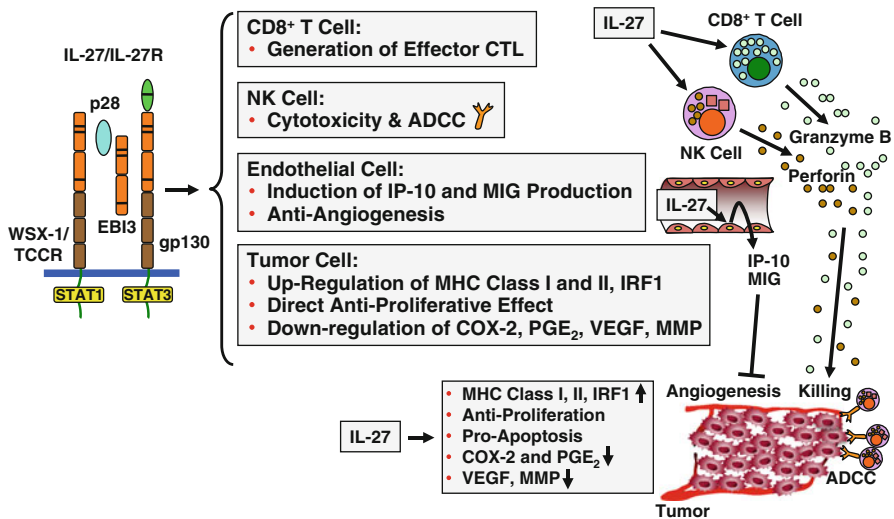 IL-27/IL-27R
p28
EBI3
WSX-1/
TCCR
gp130
STAT1
STAT3
CD8⁺ T Cell:
• Generation of Effector CTL
NK Cell:
• Cytotoxicity & ADCC
Endothelial Cell:
• Induction of IP-10 and MIG Production
• Anti-Angiogenesis
Tumor Cell:
• Up-Regulation of MHC Class I and II, IRF1
• Direct Anti-Proliferative Effect
• Down-regulation of COX-2, PGE₂, VEGF, MMP
IL-27
CD8⁺ T Cell
NK Cell
Granzyme B
Perforin
IL-27
IP-10
MIG
Angiogenesis
Killing
IL-27
• MHC Class I, II, IRF1
• Anti-Proliferation
• Pro-Apoptosis
• COX-2 and PGE₂
• VEGF, MMP
ADCC
Tumor